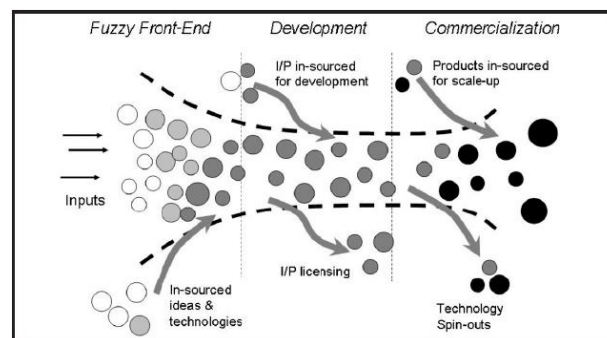 Fuzzy Front-End
Development
Commercialization
I/P in-sourced
for development
Products in-sourced
for scale-up
Inputs
In-sourced
ideas &
technologies
I/P licensing
Technology
Spin-outs